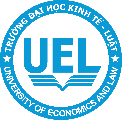 TRƯỜNG ĐẠI HỌC KINH TẾ - LUẬT
UEL
UNIVERSITY OF ECONOMICS AND LAW